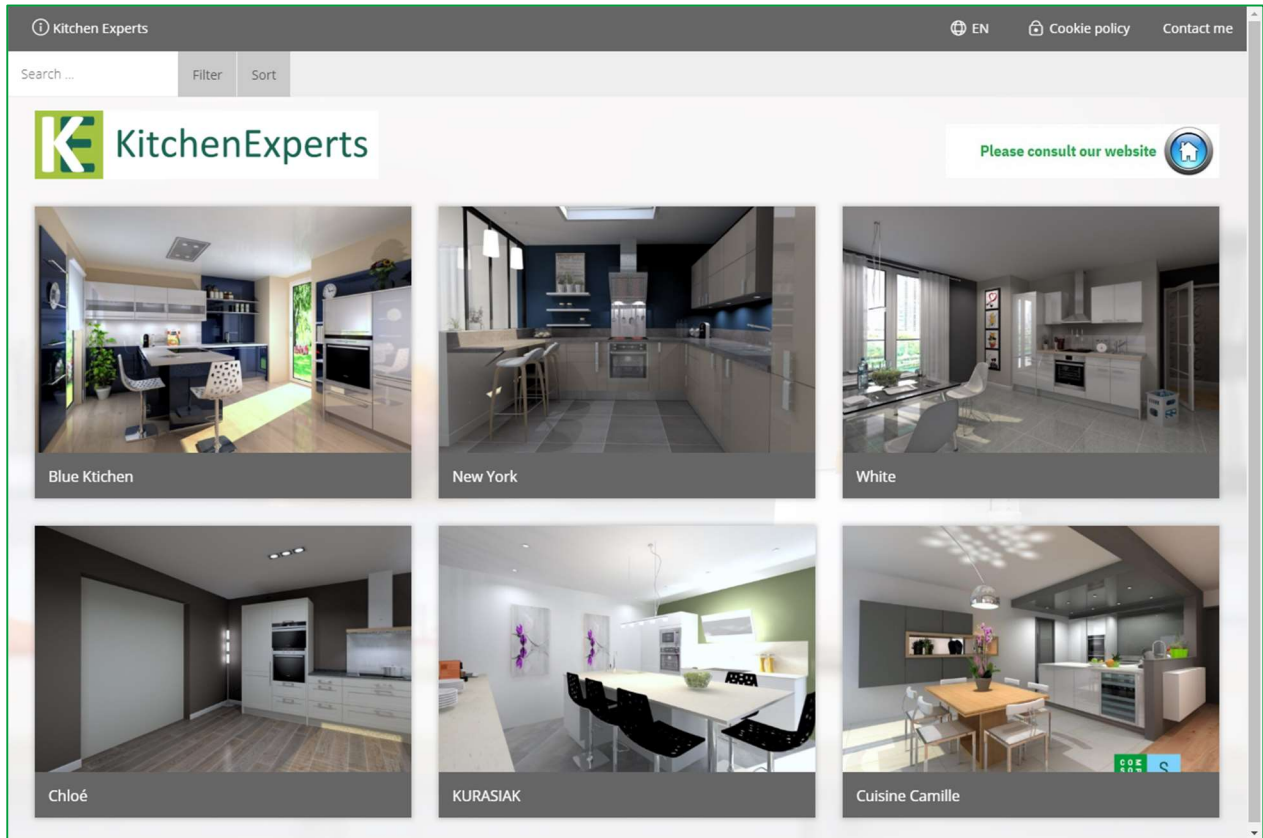 Kitchen Experts
EN
Cookie policy
Contact me
Search ...
Filter
Sort
KE KitchenExperts
Please consult our website
Blue Ktichen
New York
White
Chloé
KURASIAK
Cuisine Camille
S